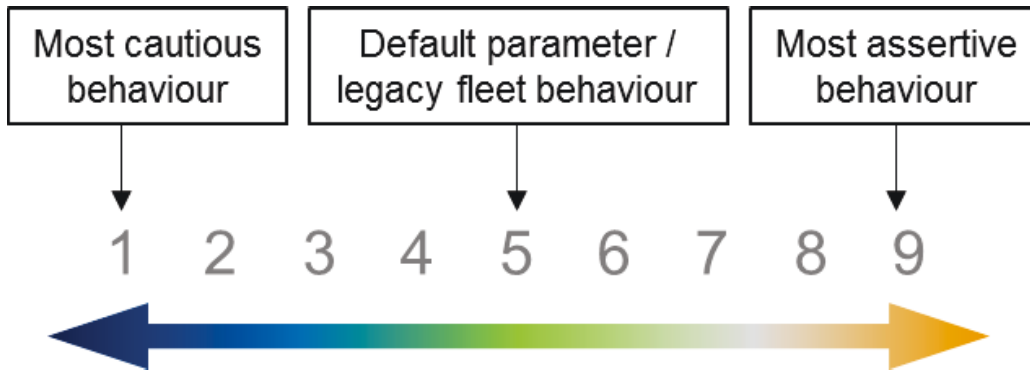 Most cautious
behaviour
Default parameter /
legacy fleet behaviour
Most assertive
behaviour
1 2 3 4 5 6 7 8 9